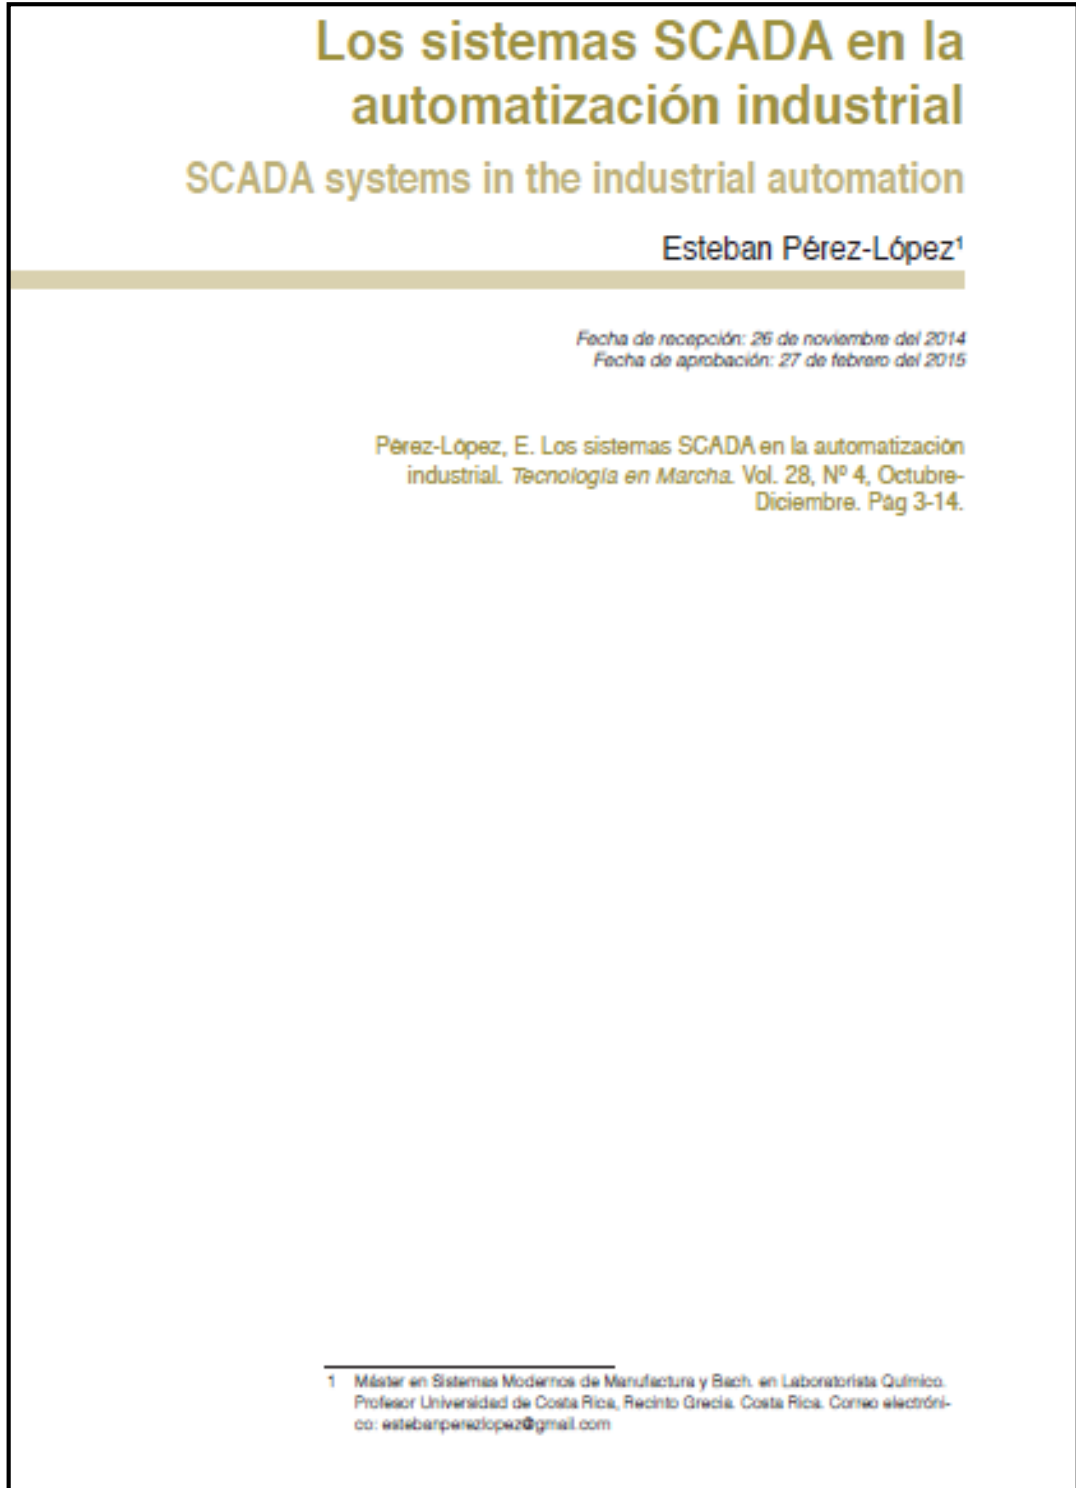 Los sistemas SCADA en la
automatización industrial
SCADA systems in the industrial automation
Esteban Pérez-López¹
Fecha de recepción: 26 de noviembre del 2014
Fecha de aprobación: 27 de febrero del 2015
Pérez-López, E. Los sistemas SCADA en la automatización
industrial. Tecnología en Marcha. Vol. 28, Nº 4, Octubre-
Diciembre. Pág 3-14.
1 Máster en Sistemas Modernos de Manufactura y Bach. en Laboratorista Químico.
Profesor Universidad de Costa Rica, Recinto Grecia. Costa Rica. Correo electróni-
co: estebanperezlopez@gmail.com